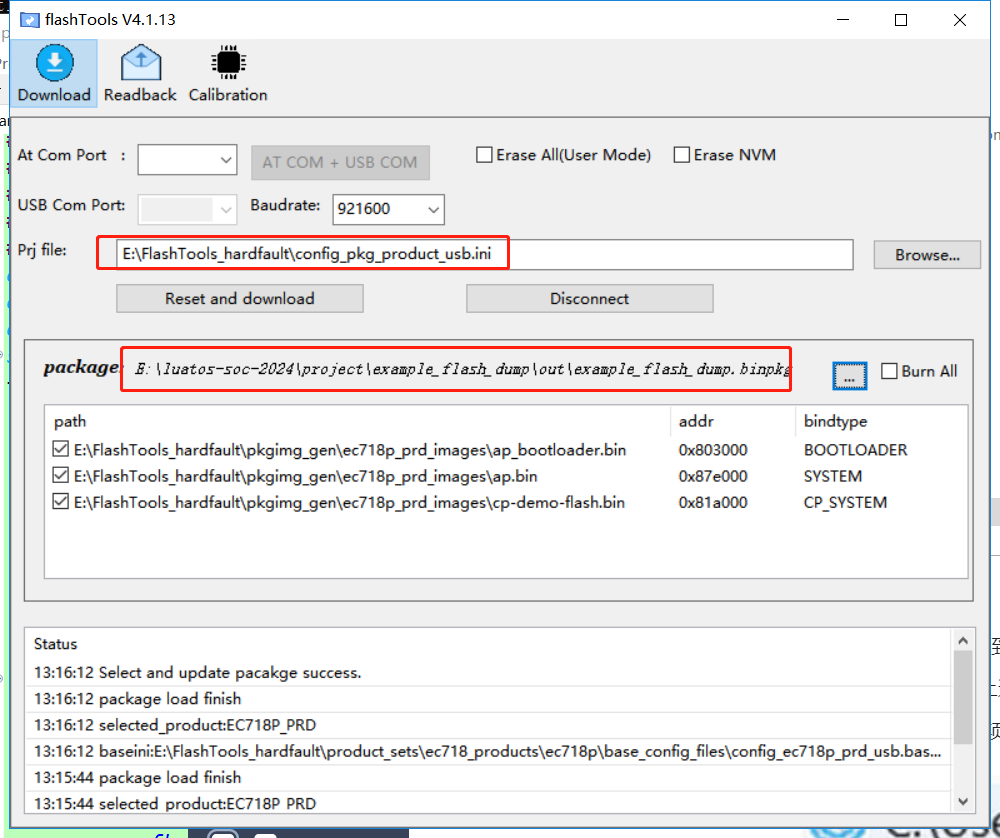 flashTools V4.1.13
Download Readback Calibration
At Com Port : AT COM + USB COM Erase All(User Mode) Erase NVM
USB Com Port: Baudrate: 921600
Prj file: E:\FlashTools_hardfault\config_pkg_product_usb.ini Browse...
Reset and download Disconnect
package: E:\luatos-soc-2024\project\example_flash_dump\out\example_flash_dump.binpkg ... Burn All
path addr bindtype
E:\FlashTools_hardfault\pkgimg_gen\ec718p_prd_images\ap_bootloader.bin 0x803000 BOOTLOADER
E:\FlashTools_hardfault\pkgimg_gen\ec718p_prd_images\ap.bin 0x87e000 SYSTEM
E:\FlashTools_hardfault\pkgimg_gen\ec718p_prd_images\cp-demo-flash.bin 0x81a000 CP_SYSTEM
Status
13:16:12 Select and update pacakge success.
13:16:12 package load finish
13:16:12 selected_product:EC718P_PRD
13:16:12 baseini:E:\FlashTools_hardfault\product_sets\ec718_products\ec718p\base_config_files\config_ec718p_prd_usb.bas...
13:15:44 package load finish
13:15:44 selected_product:EC718P_PRD